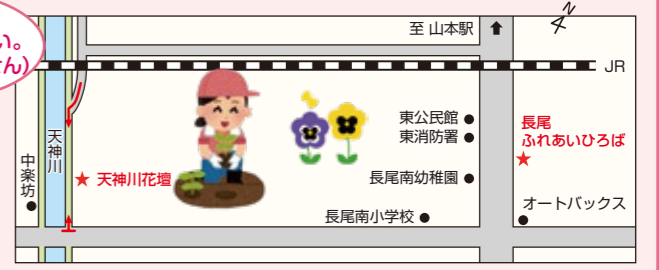 い。
ん)
至 山本駅
N
JR
東公民館
東消防署
長尾
ふれあいひろば
天神川
中楽坊
★ 天神川花壇
★
長尾南幼稚園
オートバックス
長尾南小学校